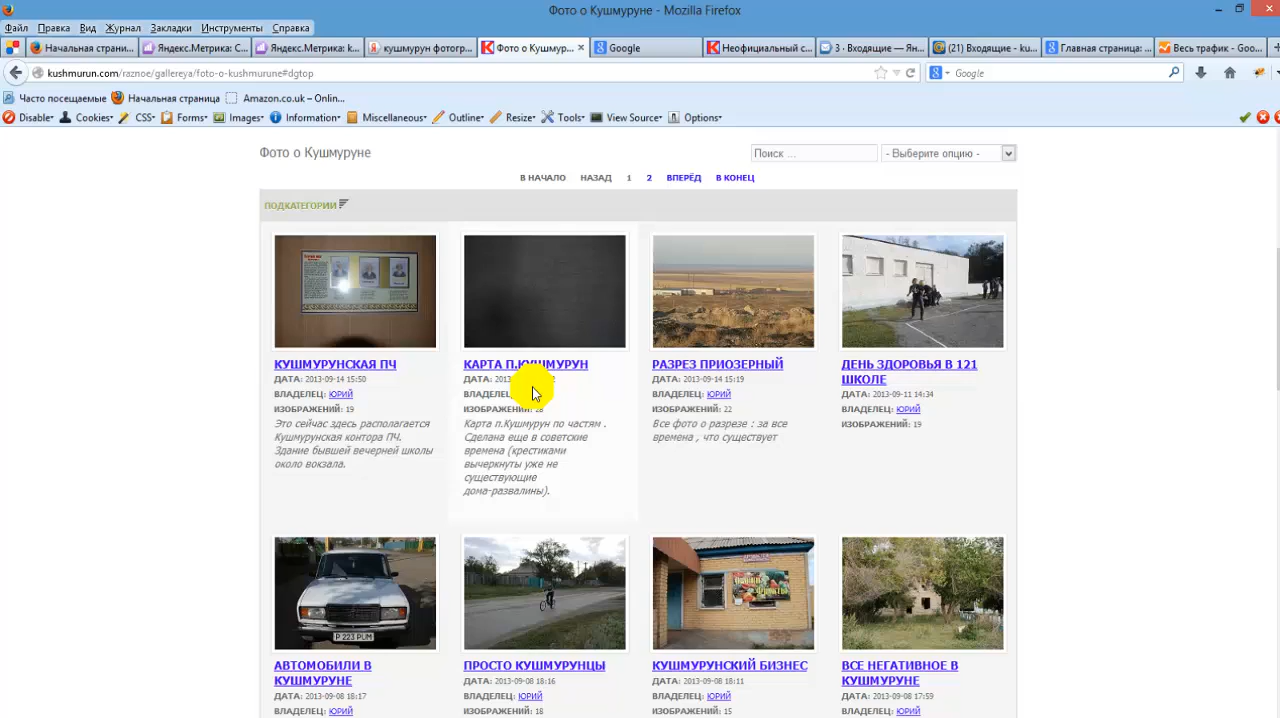 Фото о Кушмуруне - Mozilla Firefox
Файл Правка Вид Журнал Закладки Инструменты Справка
Начальная страни... Яндекс.Метрика: С... Яндекс.Метрика: k... кушмурун фотогр... Фото о Кушмур... Google Неофициальный с... 3 · Входящие — Ян... (21) Входящие - ku... Главная страница: ... Весь трафик - Goo...
kushmurun.com/raznoe/gallereya/foto-o-kushmurune#dgtop Google
Часто посещаемые Начальная страница Amazon.co.uk – Onlin...
Disable Cookies CSS Forms Images Information Miscellaneous Outline Resize Tools View Source Options
Фото о Кушмуруне Поиск ... - Выберите опцию -
В НАЧАЛО НАЗАД 1 2 ВПЕРЁД В КОНЕЦ
ПОДКАТЕГОРИИ
КУШМУРУНСКАЯ ПЧ
ДАТА: 2013-09-14 15:50
ВЛАДЕЛЕЦ: ЮРИЙ
ИЗОБРАЖЕНИЙ: 19
Это сейчас здесь располагается
Кушмурунская контора ПЧ.
Здание бывшей вечерней школы
около вокзала.
КАРТА П.КУШМУРУН
ДАТА: 2013-
ВЛАДЕЛЕЦ
ИЗОБРАЖЕНИЙ: 28
Карта п.Кушмурун по частям .
Сделана еще в советские
времена (крестиками
вычеркнуты уже не
существующие
дома-развалины).
РАЗРЕЗ ПРИОЗЕРНЫЙ
ДАТА: 2013-09-14 15:19
ВЛАДЕЛЕЦ: ЮРИЙ
ИЗОБРАЖЕНИЙ: 22
Все фото о разрезе : за все
времена , что существует
ДЕНЬ ЗДОРОВЬЯ В 121
ШКОЛЕ
ДАТА: 2013-09-11 14:34
ВЛАДЕЛЕЦ: ЮРИЙ
ИЗОБРАЖЕНИЙ: 19
P 223 PUM
АВТОМОБИЛИ В
КУШМУРУНЕ
ДАТА: 2013-09-08 18:17
ВЛАДЕЛЕЦ: ЮРИЙ
ПРОСТО КУШМУРУНЦЫ
ДАТА: 2013-09-08 18:16
ВЛАДЕЛЕЦ: ЮРИЙ
ИЗОБРАЖЕНИЙ: 18
КУШМУРУНСКИЙ БИЗНЕС
ДАТА: 2013-09-08 18:11
ВЛАДЕЛЕЦ: ЮРИЙ
ИЗОБРАЖЕНИЙ: 15
ВСЕ НЕГАТИВНОЕ В
КУШМУРУНЕ
ДАТА: 2013-09-08 17:59
ВЛАДЕЛЕЦ: ЮРИЙ